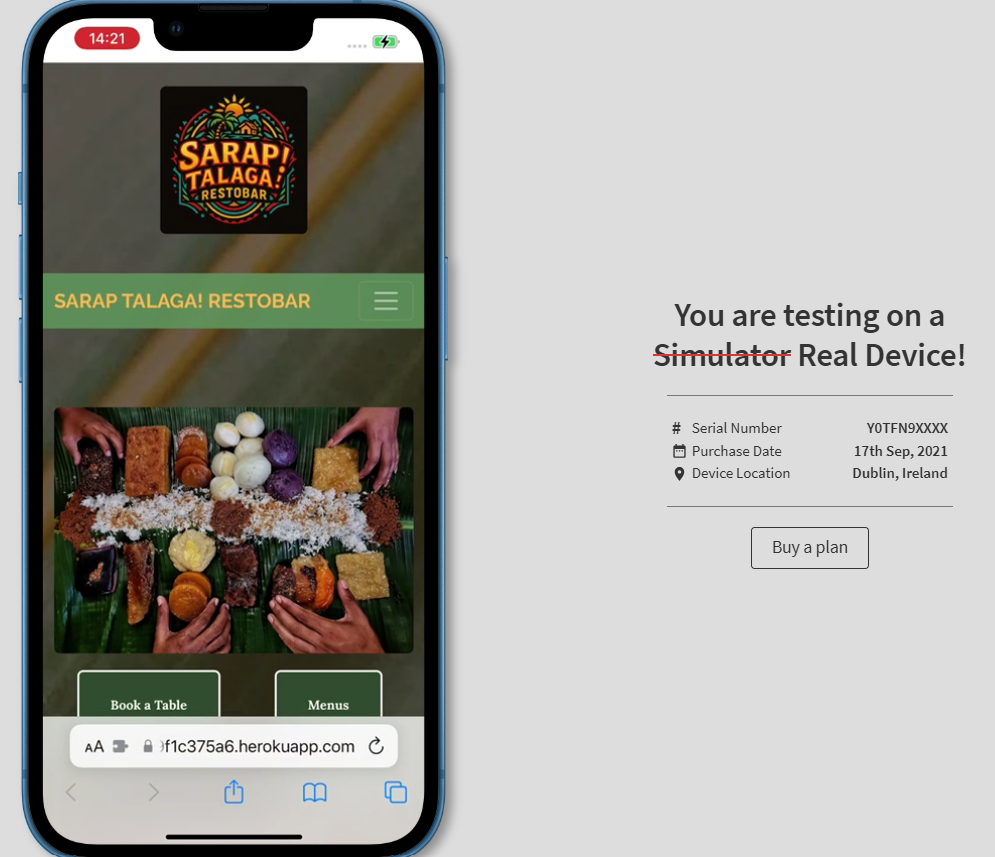 14:21
SARAP!
TALAGA!
RESTOBAR
SARAP TALAGA! RESTOBAR
Book a Table
Menus
AA
f1c375a6.herokuapp.com
You are testing on a
Simulator Real Device!
# Serial Number Y0TFN9XXXX
Purchase Date 17th Sep, 2021
Device Location Dublin, Ireland
Buy a plan